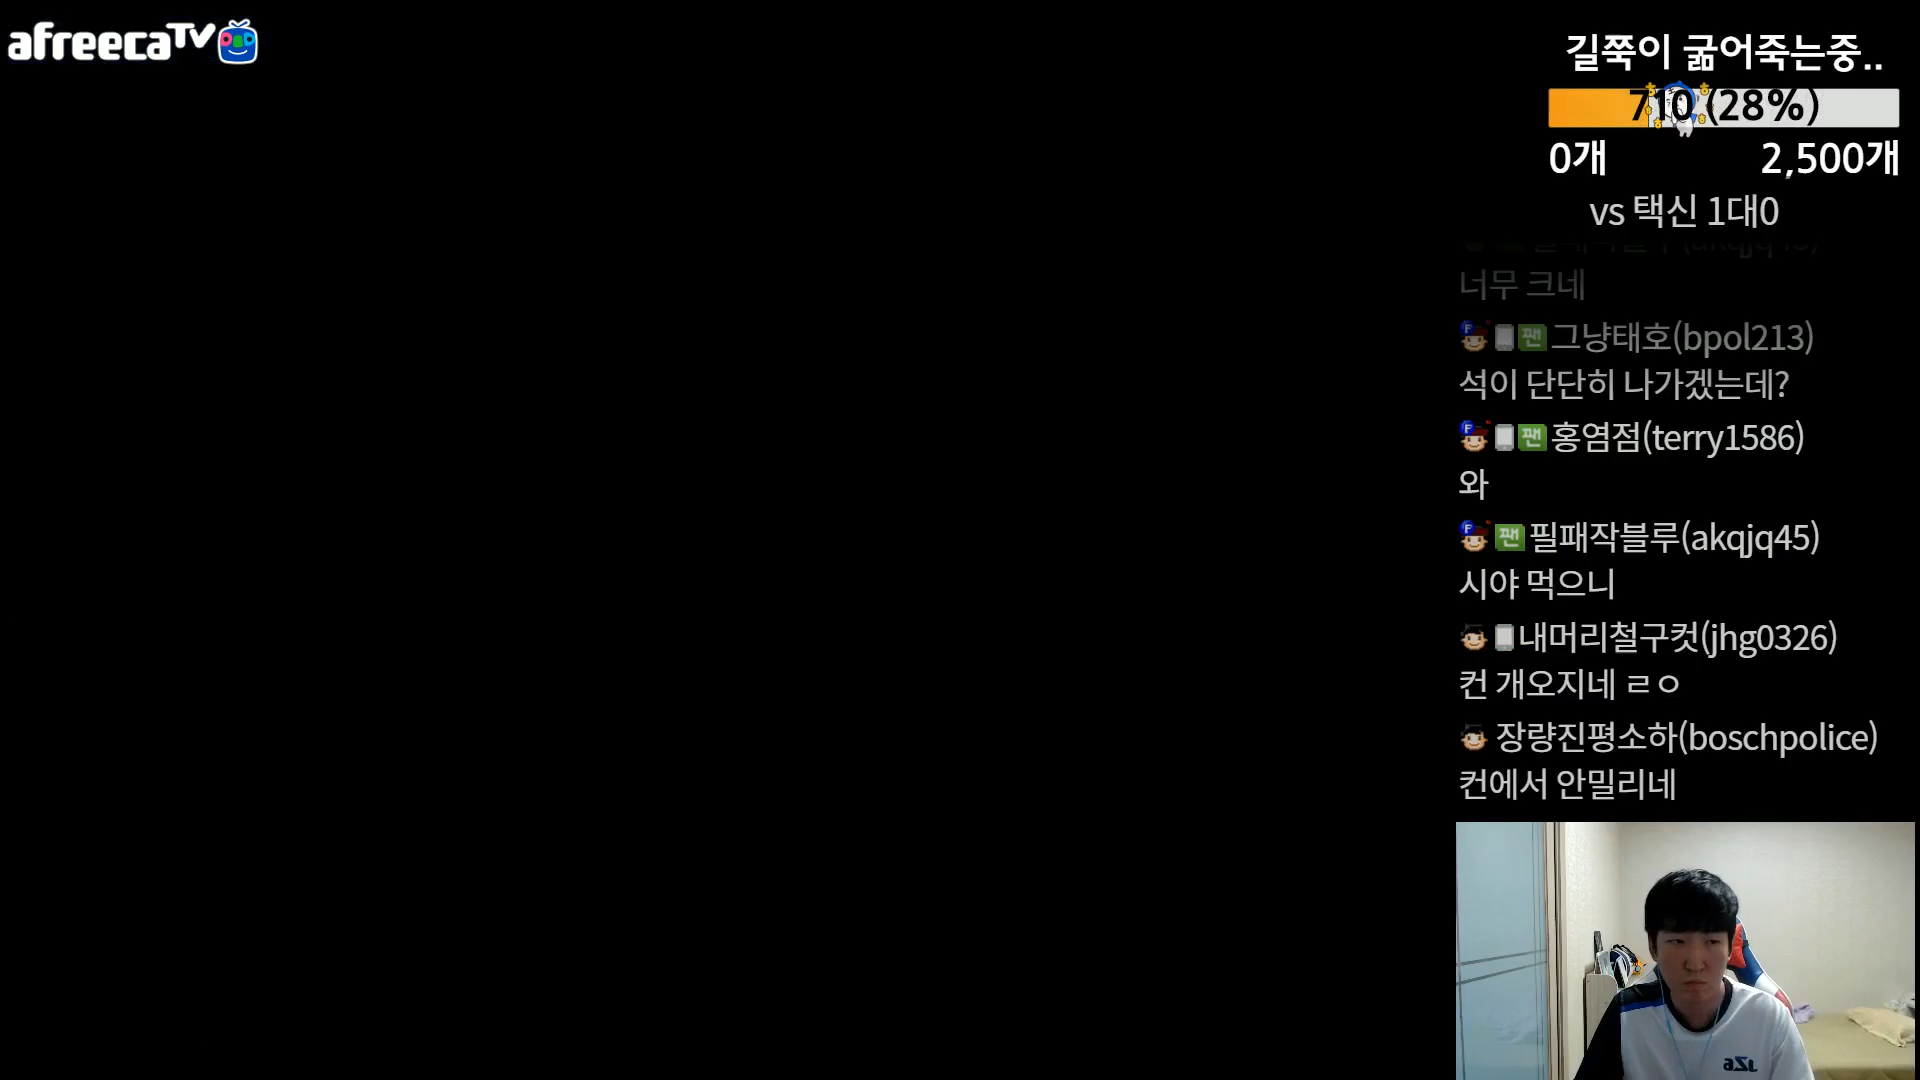 afreecaTV
길쭉이 굶어죽는중..
710 (28%)
0개 2,500개
vs 택신 1대0
너무 크네
팬 그냥태호(bpol213)
석이 단단히 나가겠는데?
팬 홍염점(terry1586)
와
팬 필패작블루(akqjq45)
시야 먹으니
내머리철구컷(jhg0326)
컨 개오지네 ㄹㅇ
장량진평소하(boschpolice)
컨에서 안밀리네
aSL